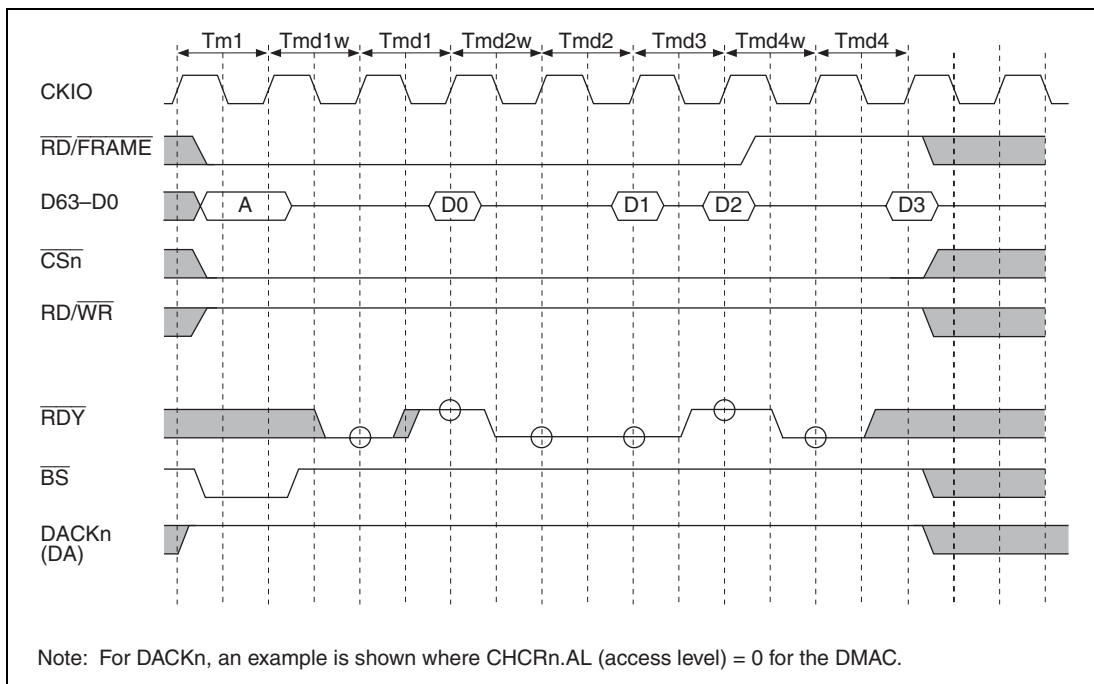 Tm1 Tmd1w Tmd1 Tmd2w Tmd2 Tmd3 Tmd4w Tmd4
CKIO
RD/FRAME
D63–D0 A D0 D1 D2 D3
CSn
RD/WR
RDY
BS
DACKn
(DA)
Note: For DACKn, an example is shown where CHCRn.AL (access level) = 0 for the DMAC.